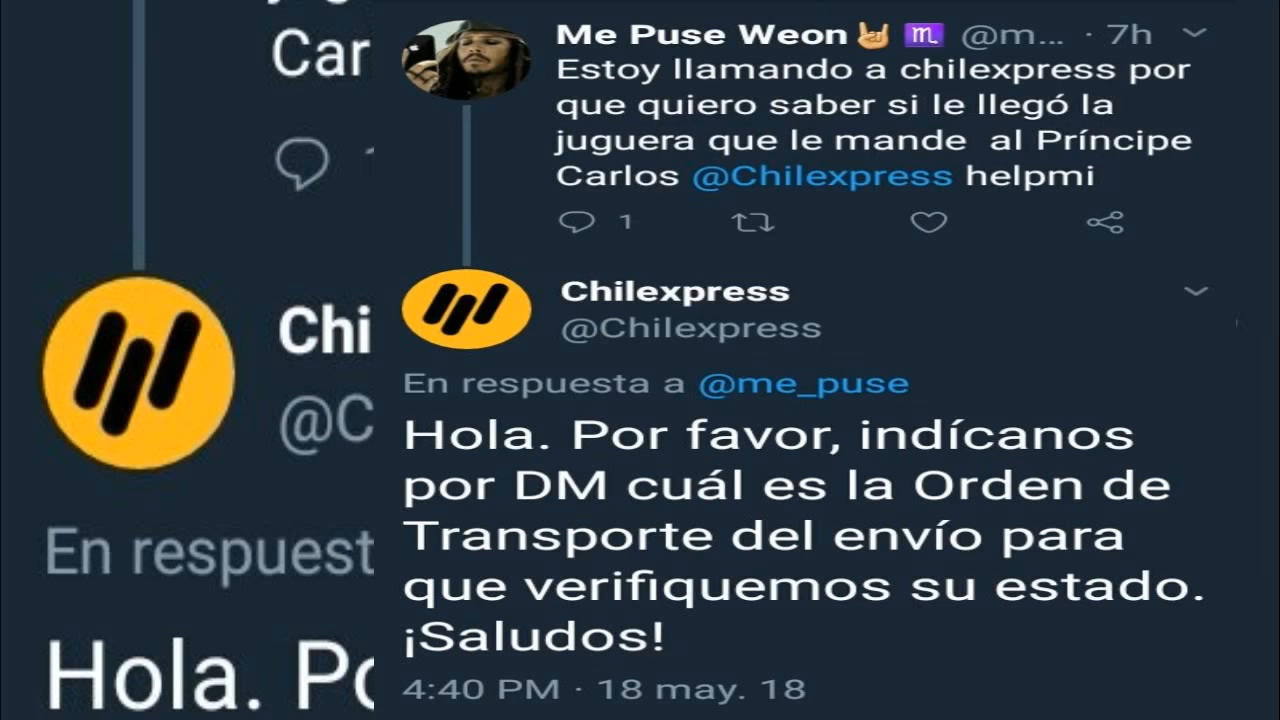 Car
Chi
@C
En respuest
Hola. Po
Me Puse Weon🤘 ♏ @m... · 7h
Estoy llamando a chilexpress por
que quiero saber si le llegó la
juguera que le mande al Príncipe
Carlos @Chilexpress helpmi
1
Chilexpress
@Chilexpress
En respuesta a @me_puse
Hola. Por favor, indícanos
por DM cuál es la Orden de
Transporte del envío para
que verifiquemos su estado.
¡Saludos!
4:40 PM · 18 may. 18